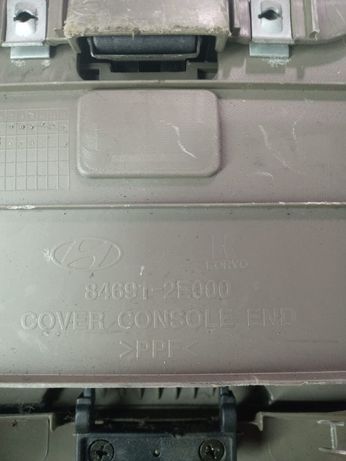 84691-2E000
COVER CONSOLE END
>PPF<